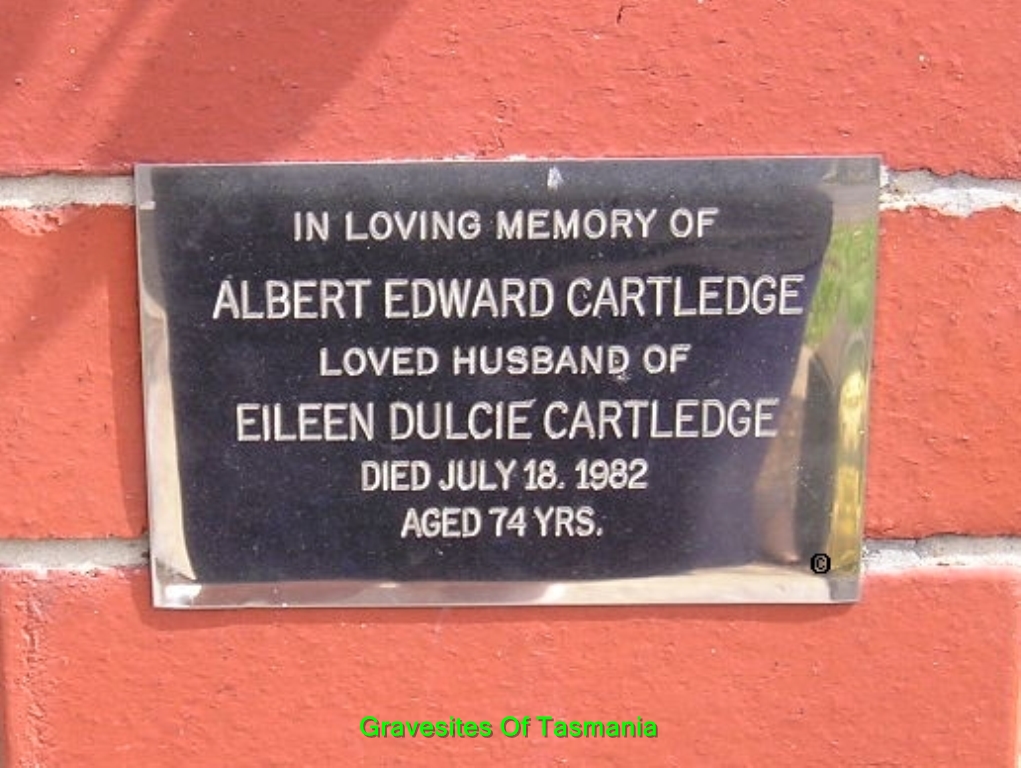 IN LOVING MEMORY OF
ALBERT EDWARD CARTLEDGE
LOVED HUSBAND OF
EILEEN DULCIE CARTLEDGE
DIED JULY 18. 1982
AGED 74 YRS.
©
Gravesites Of Tasmania